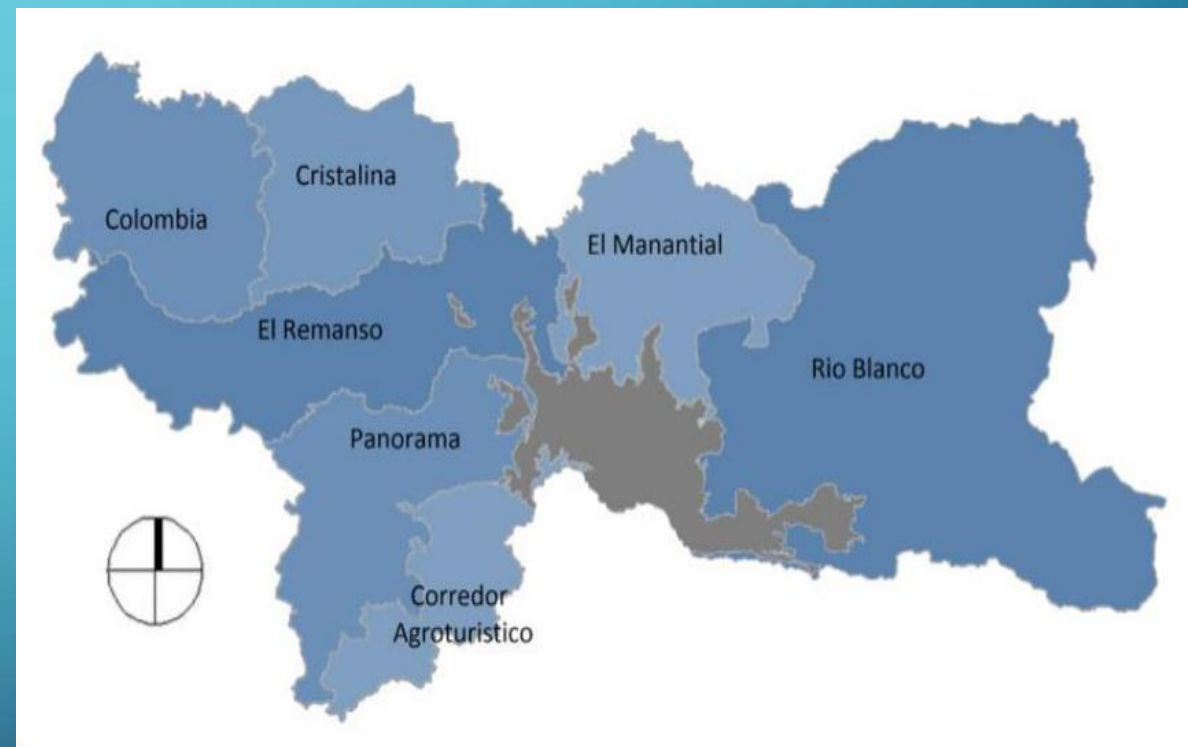 Cristalina
Colombia
El Manantial
El Remanso
Rio Blanco
Panorama
Corredor
Agroturistico